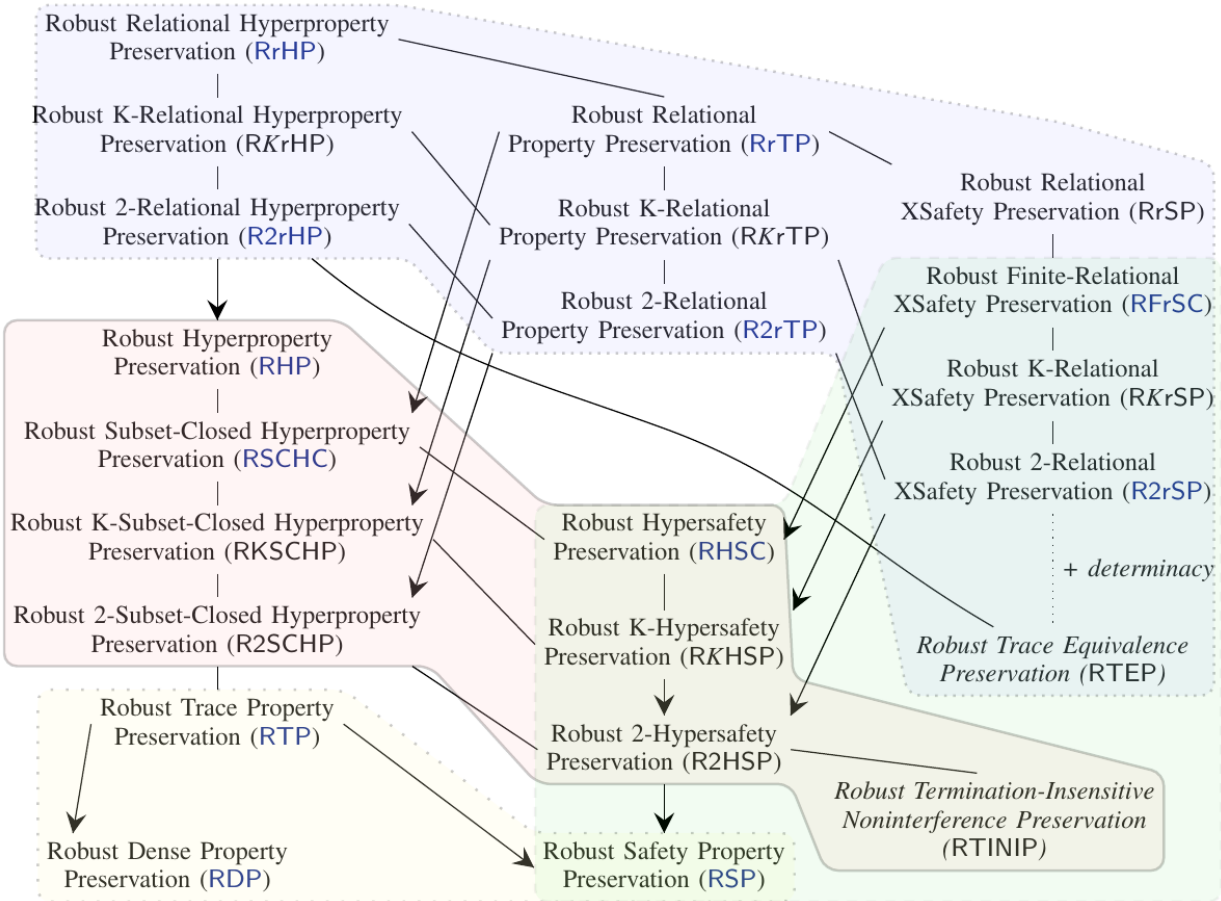 Robust Relational Hyperproperty
Preservation (RrHP)
Robust K-Relational Hyperproperty
Preservation (RKrHP)
Robust 2-Relational Hyperproperty
Preservation (R2rHP)
Robust Relational
Property Preservation (RrTP)
Robust K-Relational
Property Preservation (RKrTP)
Robust 2-Relational
Property Preservation (R2rTP)
Robust Relational
XSafety Preservation (RrSP)
Robust Finite-Relational
XSafety Preservation (RFrSC)
Robust K-Relational
XSafety Preservation (RKrSP)
Robust 2-Relational
XSafety Preservation (R2rSP)
+ determinacy
Robust Trace Equivalence
Preservation (RTEP)
Robust Hyperproperty
Preservation (RHP)
Robust Subset-Closed Hyperproperty
Preservation (RSCHC)
Robust K-Subset-Closed Hyperproperty
Preservation (RKSCHP)
Robust 2-Subset-Closed Hyperproperty
Preservation (R2SCHP)
Robust Hypersafety
Preservation (RHSC)
Robust K-Hypersafety
Preservation (RKHSP)
Robust 2-Hypersafety
Preservation (R2HSP)
Robust Termination-Insensitive
Noninterference Preservation
(RTINIP)
Robust Trace Property
Preservation (RTP)
Robust Dense Property
Preservation (RDP)
Robust Safety Property
Preservation (RSP)